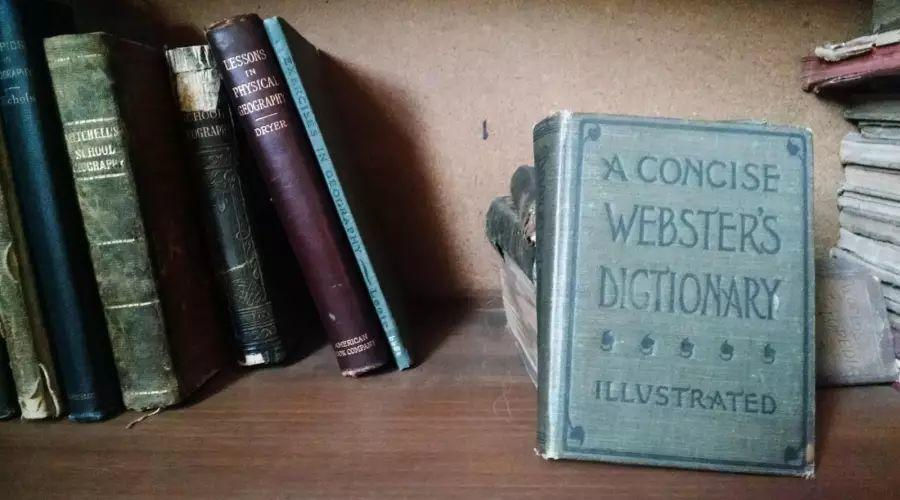 MITCHELL'S
SCHOOL
GEOGRAPHY
LESSONS
IN
PHYSICAL
GEOGRAPHY
DRYER
AMERICAN
BOOK COMPANY
EXERCISES IN GEOGRAPHY
A CONCISE
WEBSTER'S
DICTIONARY
ILLUSTRATED